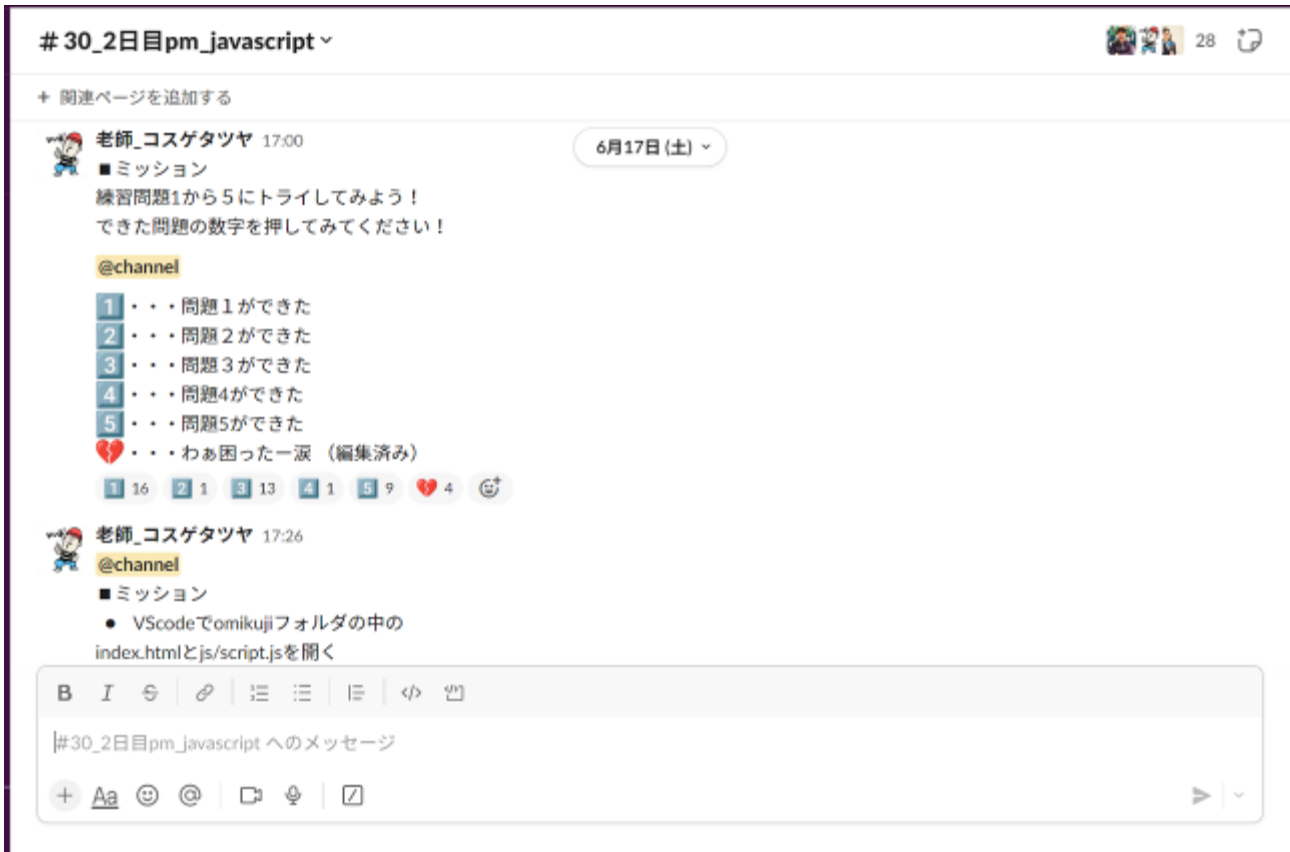 #30_2日目pm_javascript
28
+ 関連ページを追加する
6月17日 (土)
老師_コスゲタツヤ 17:00
■ミッション
練習問題1から５にトライしてみよう！
できた問題の数字を押してみてください！
@channel
1・・・問題１ができた
2・・・問題２ができた
3・・・問題３ができた
4・・・問題4ができた
5・・・問題5ができた
💔・・・わぁ困ったー涙 （編集済み）
1 16 2 1 3 13 4 1 5 9 💔 4
老師_コスゲタツヤ 17:26
@channel
■ミッション
• VScodeでomikujiフォルダの中の
index.htmlとjs/script.jsを開く
B I S
#30_2日目pm_javascript へのメッセージ
+ Aa @